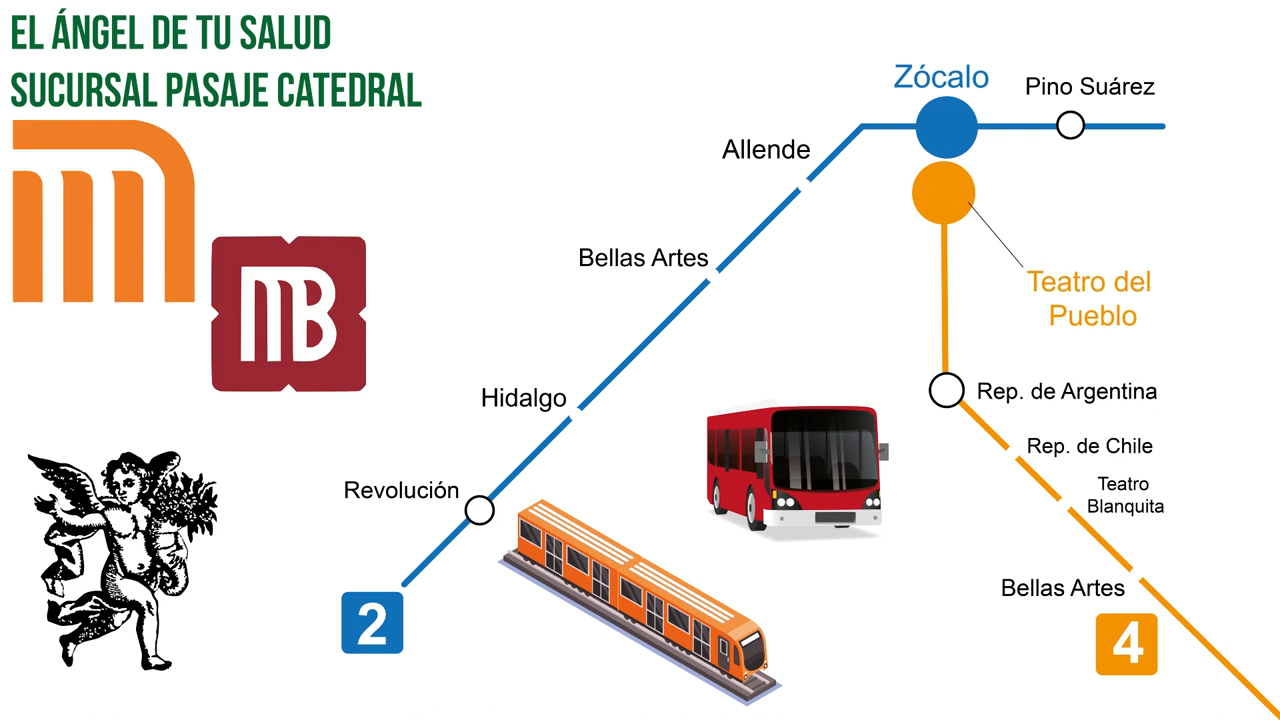 EL ÁNGEL DE TU SALUD
SUCURSAL PASAJE CATEDRAL
MB
Zócalo
Pino Suárez
Allende
Bellas Artes
Teatro del
Pueblo
Hidalgo
Rep. de Argentina
Rep. de Chile
Revolución
Teatro
Blanquita
Bellas Artes
2
4